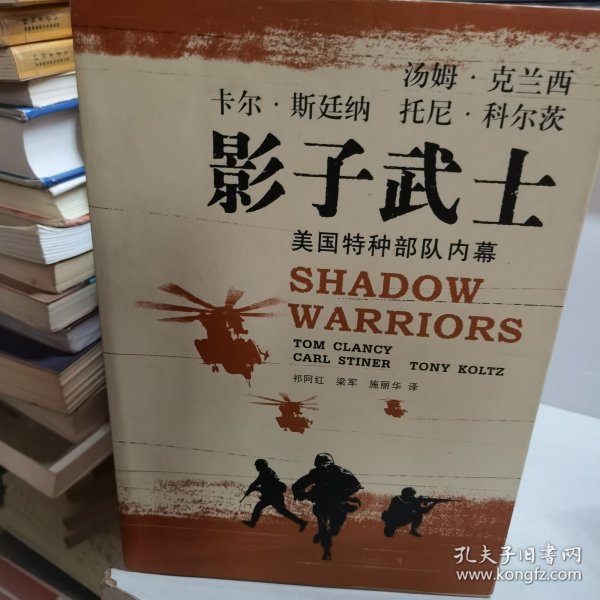 汤姆·克兰西
卡尔·斯廷纳 托尼·科尔茨
影子武士
美国特种部队内幕
SHADOW
WARRIORS
TOM CLANCY
CARL STINER TONY KOLTZ
祁阿红 梁军 施丽华 译
孔夫子旧书网
www.kongfz.com